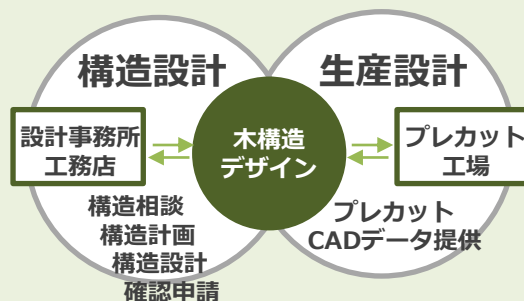 構造設計
生産設計
設計事務所
工務店
木構造
デザイン
プレカット
工場
構造相談
構造計画
構造設計
確認申請
プレカット
CADデータ提供